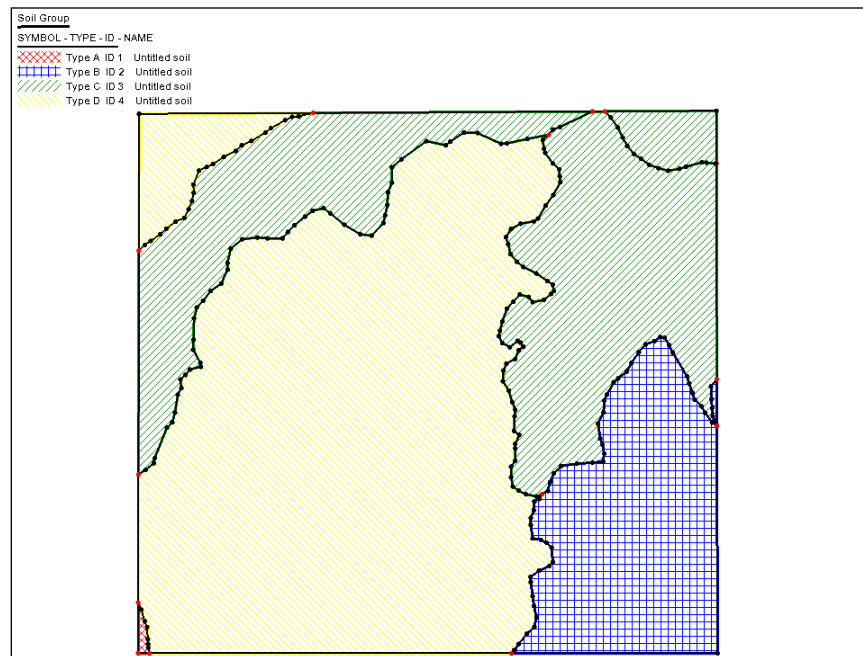 Soil Group
SYMBOL - TYPE - ID - NAME
Type A ID 1 Untitled soil
Type B ID 2 Untitled soil
Type C ID 3 Untitled soil
Type D ID 4 Untitled soil